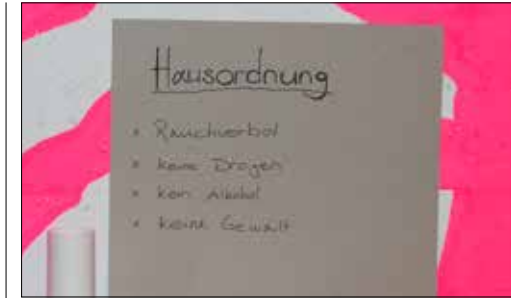 Hausordnung
* Rauchverbot
* keine Drogen
* kein Alkohol
* keine Gewalt